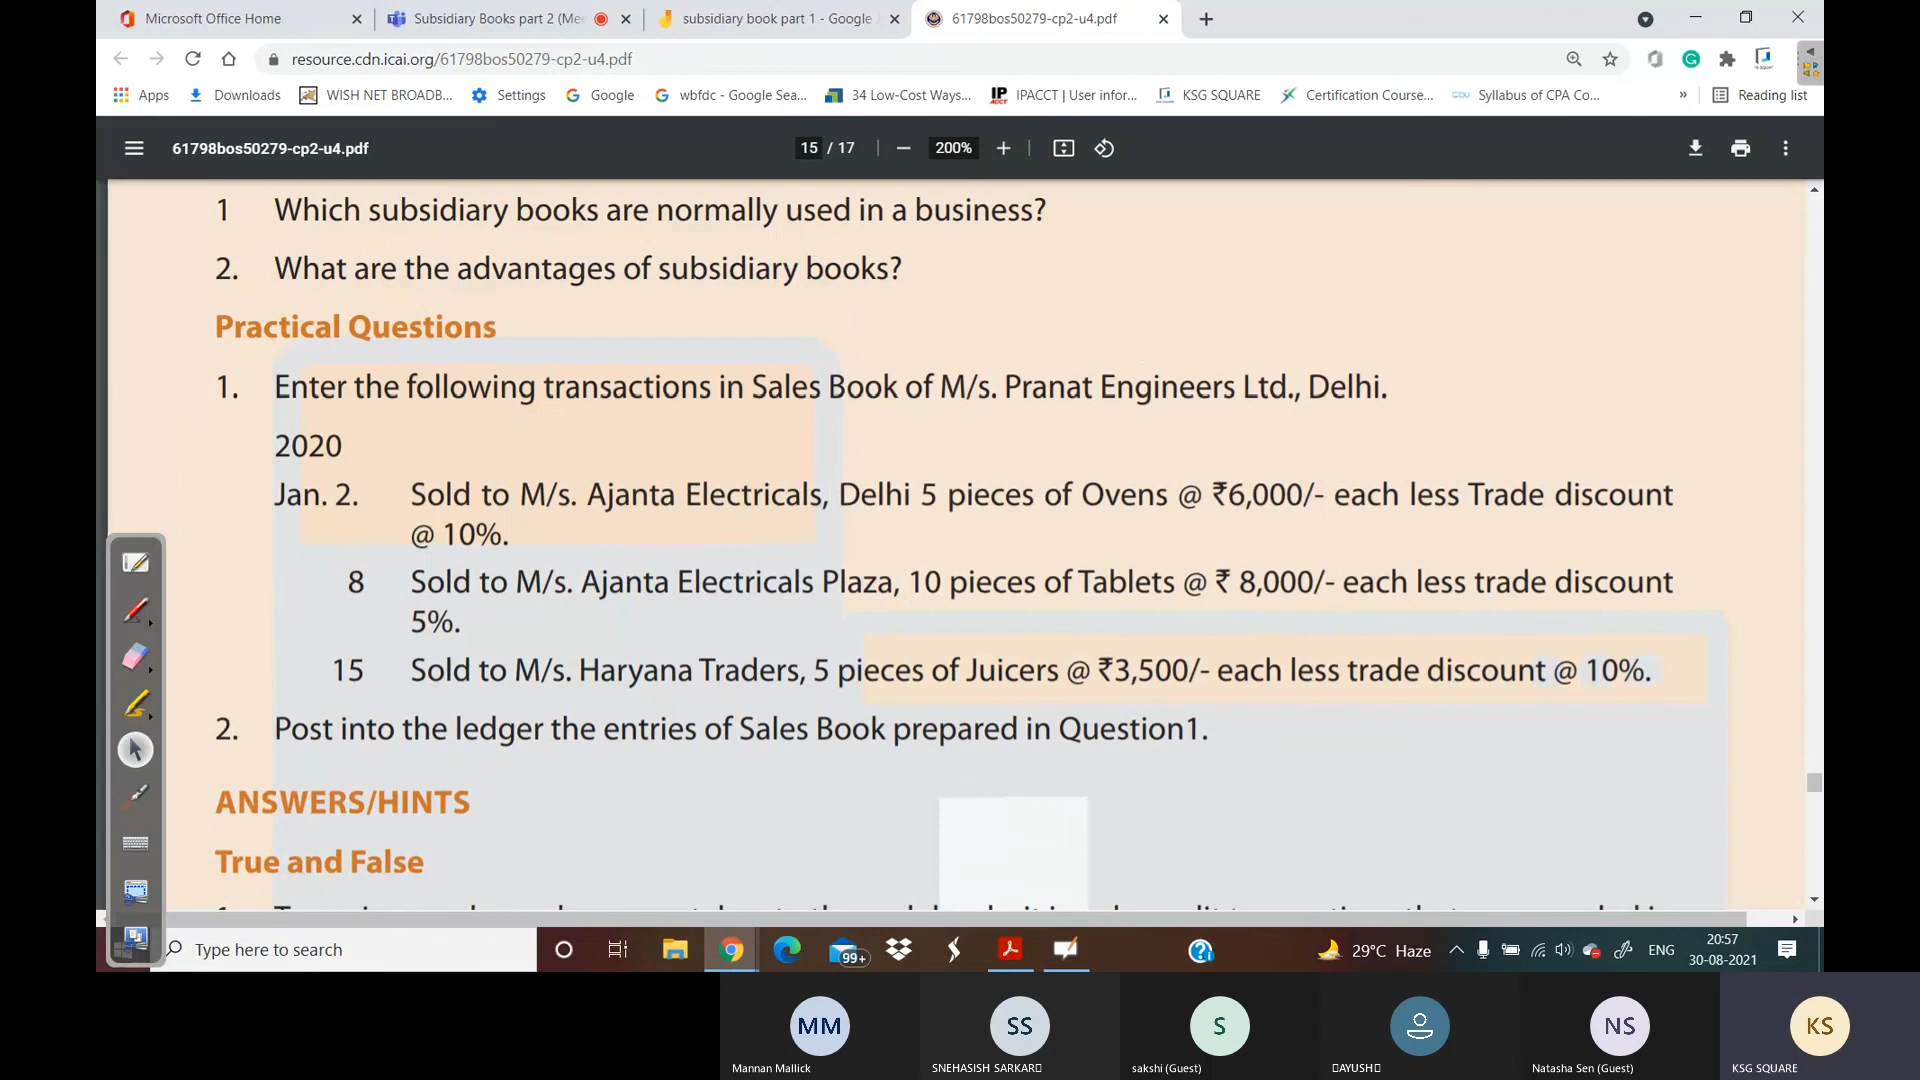 Microsoft Office Home
Subsidiary Books part 2 (Mee
subsidiary book part 1 - Google
61798bos50279-cp2-u4.pdf
resource.cdn.icai.org/61798bos50279-cp2-u4.pdf
Apps
Downloads
WISH NET BROADB...
Settings
Google
wbfdc - Google Sea...
34 Low-Cost Ways...
IPACCT | User infor...
KSG SQUARE
Certification Course...
Syllabus of CPA Co...
»
Reading list
61798bos50279-cp2-u4.pdf
15 / 17
200%
1 Which subsidiary books are normally used in a business?
2. What are the advantages of subsidiary books?
Practical Questions
1. Enter the following transactions in Sales Book of M/s. Pranat Engineers Ltd., Delhi.
2020
Jan. 2. Sold to M/s. Ajanta Electricals, Delhi 5 pieces of Ovens @ ₹6,000/- each less Trade discount
@ 10%.
8 Sold to M/s. Ajanta Electricals Plaza, 10 pieces of Tablets @ ₹ 8,000/- each less trade discount
5%.
15 Sold to M/s. Haryana Traders, 5 pieces of Juicers @ ₹3,500/- each less trade discount @ 10%.
2. Post into the ledger the entries of Sales Book prepared in Question1.
ANSWERS/HINTS
True and False
Type here to search
99+
29°C Haze
ENG
20:57
30-08-2021
MM
SS
S
NS
KS
Mannan Mallick
SNEHASISH SARKAR
sakshi (Guest)
AYUSH
Natasha Sen (Guest)
KSG SQUARE